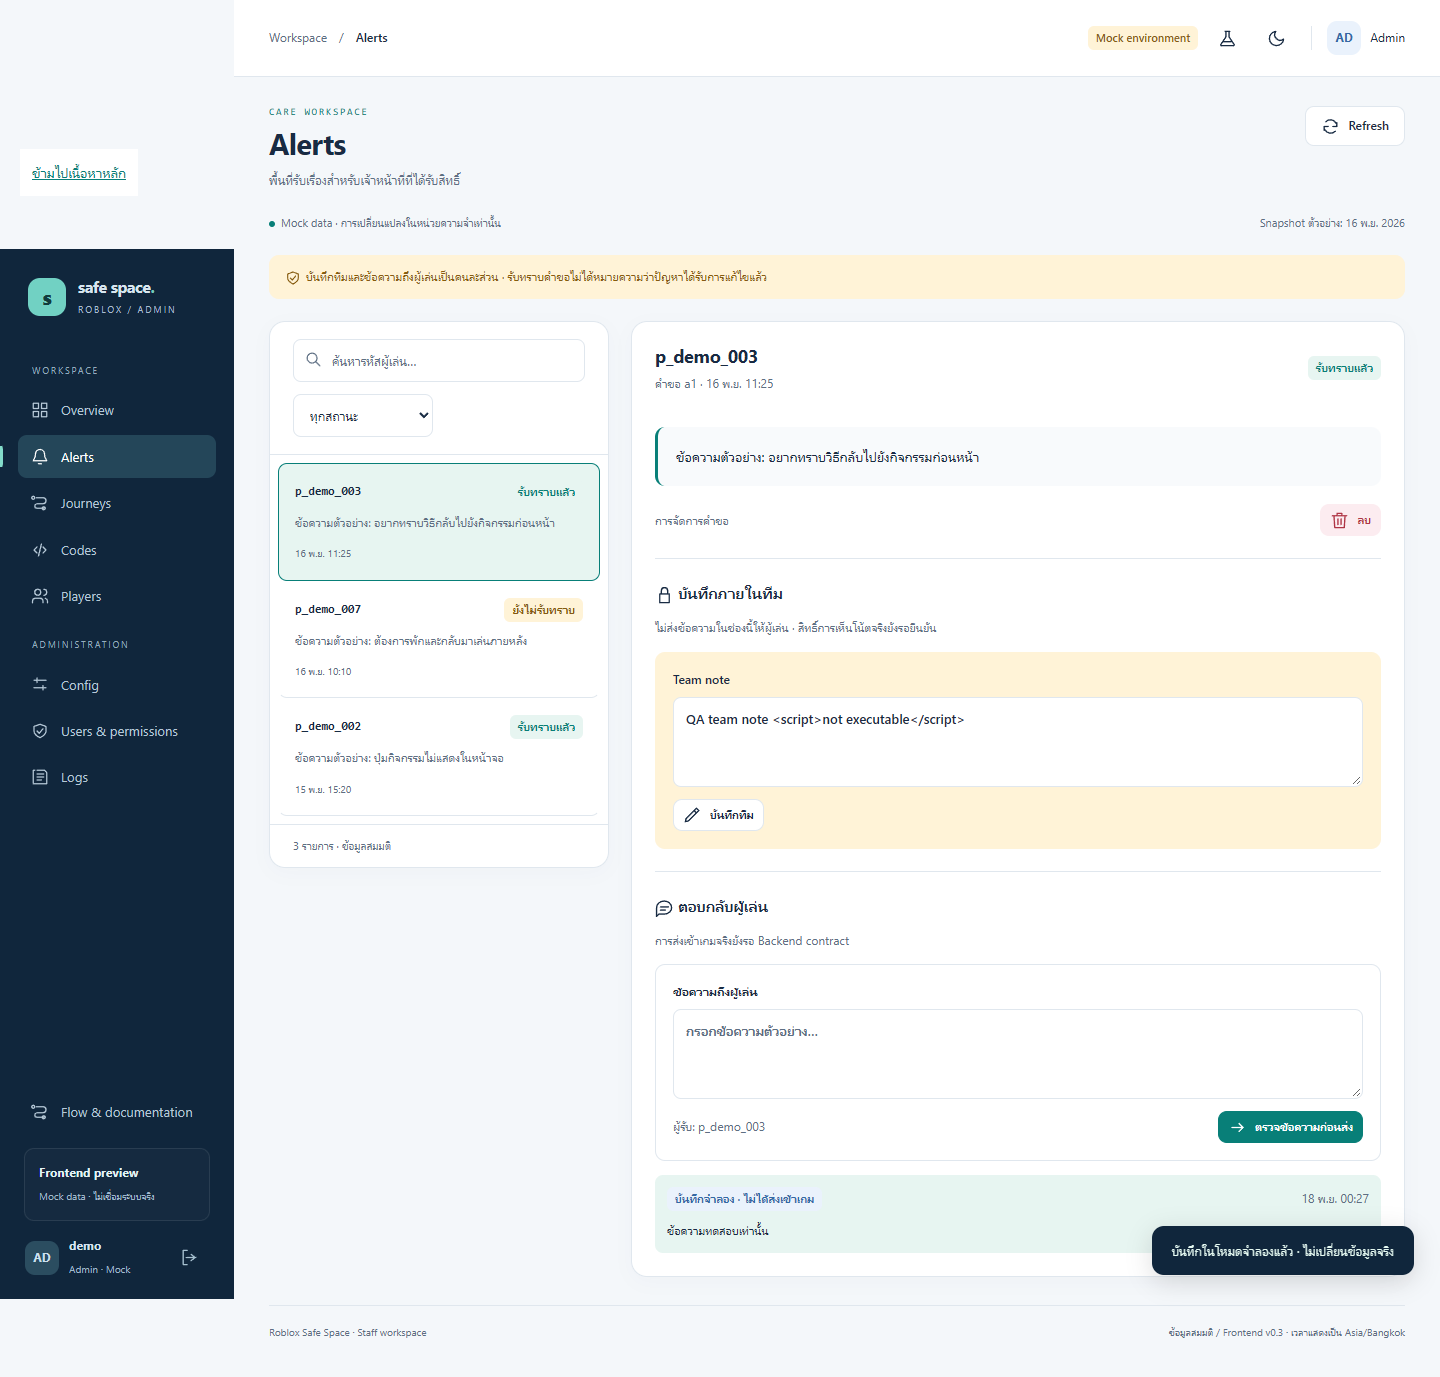 Workspace / Alerts
Mock environment
AD Admin
ข้ามไปเนื้อหาหลัก
s
safe space.
ROBLOX / ADMIN
WORKSPACE
Overview
Alerts
Journeys
Codes
Players
ADMINISTRATION
Config
Users & permissions
Logs
Flow & documentation
Frontend preview
Mock data · ไม่เชื่อมระบบจริง
AD
demo
Admin · Mock
CARE WORKSPACE
Alerts
Refresh
พื้นที่รับเรื่องสำหรับเจ้าหน้าที่ที่ได้รับสิทธิ์
Mock data · การเปลี่ยนแปลงในหน่วยความจำเท่านั้น
Snapshot ตัวอย่าง: 16 พ.ย. 2026
บันทึกทีมและข้อความถึงผู้เล่นเป็นคนละส่วน · รับทราบคำขอไม่ได้หมายความว่าปัญหาได้รับการแก้ไขแล้ว
ค้นหารหัสผู้เล่น...
ทุกสถานะ
p_demo_003 รับทราบแล้ว
ข้อความตัวอย่าง: อยากทราบวิธีกลับไปยังกิจกรรมก่อนหน้า
16 พ.ย. 11:25
p_demo_007 ยังไม่รับทราบ
ข้อความตัวอย่าง: ต้องการพักและกลับมาเล่นภายหลัง
16 พ.ย. 10:10
p_demo_002 รับทราบแล้ว
ข้อความตัวอย่าง: ปุ่มกิจกรรมไม่แสดงในหน้าจอ
15 พ.ย. 15:20
3 รายการ · ข้อมูลสมมติ
p_demo_003
คำขอ a1 · 16 พ.ย. 11:25
รับทราบแล้ว
ข้อความตัวอย่าง: อยากทราบวิธีกลับไปยังกิจกรรมก่อนหน้า
การจัดการคำขอ
ลบ
บันทึกภายในทีม
ไม่ส่งข้อความในช่องนี้ให้ผู้เล่น · สิทธิ์การเห็นโน้ตจริงยังรอยืนยัน
Team note
QA team note <script>not executable</script>
บันทึกทีม
ตอบกลับผู้เล่น
การส่งเข้าเกมจริงยังรอ Backend contract
ข้อความถึงผู้เล่น
กรอกข้อความตัวอย่าง...
ผู้รับ: p_demo_003
ตรวจข้อความก่อนส่ง
บันทึกจำลอง · ไม่ได้ส่งเข้าเกม
18 พ.ย. 00:27
ข้อความทดสอบเท่านั้น
บันทึกในโหมดจำลองแล้ว · ไม่เปลี่ยนข้อมูลจริง
Roblox Safe Space · Staff workspace
ข้อมูลสมมติ / Frontend v0.3 · เวลาแสดงเป็น Asia/Bangkok